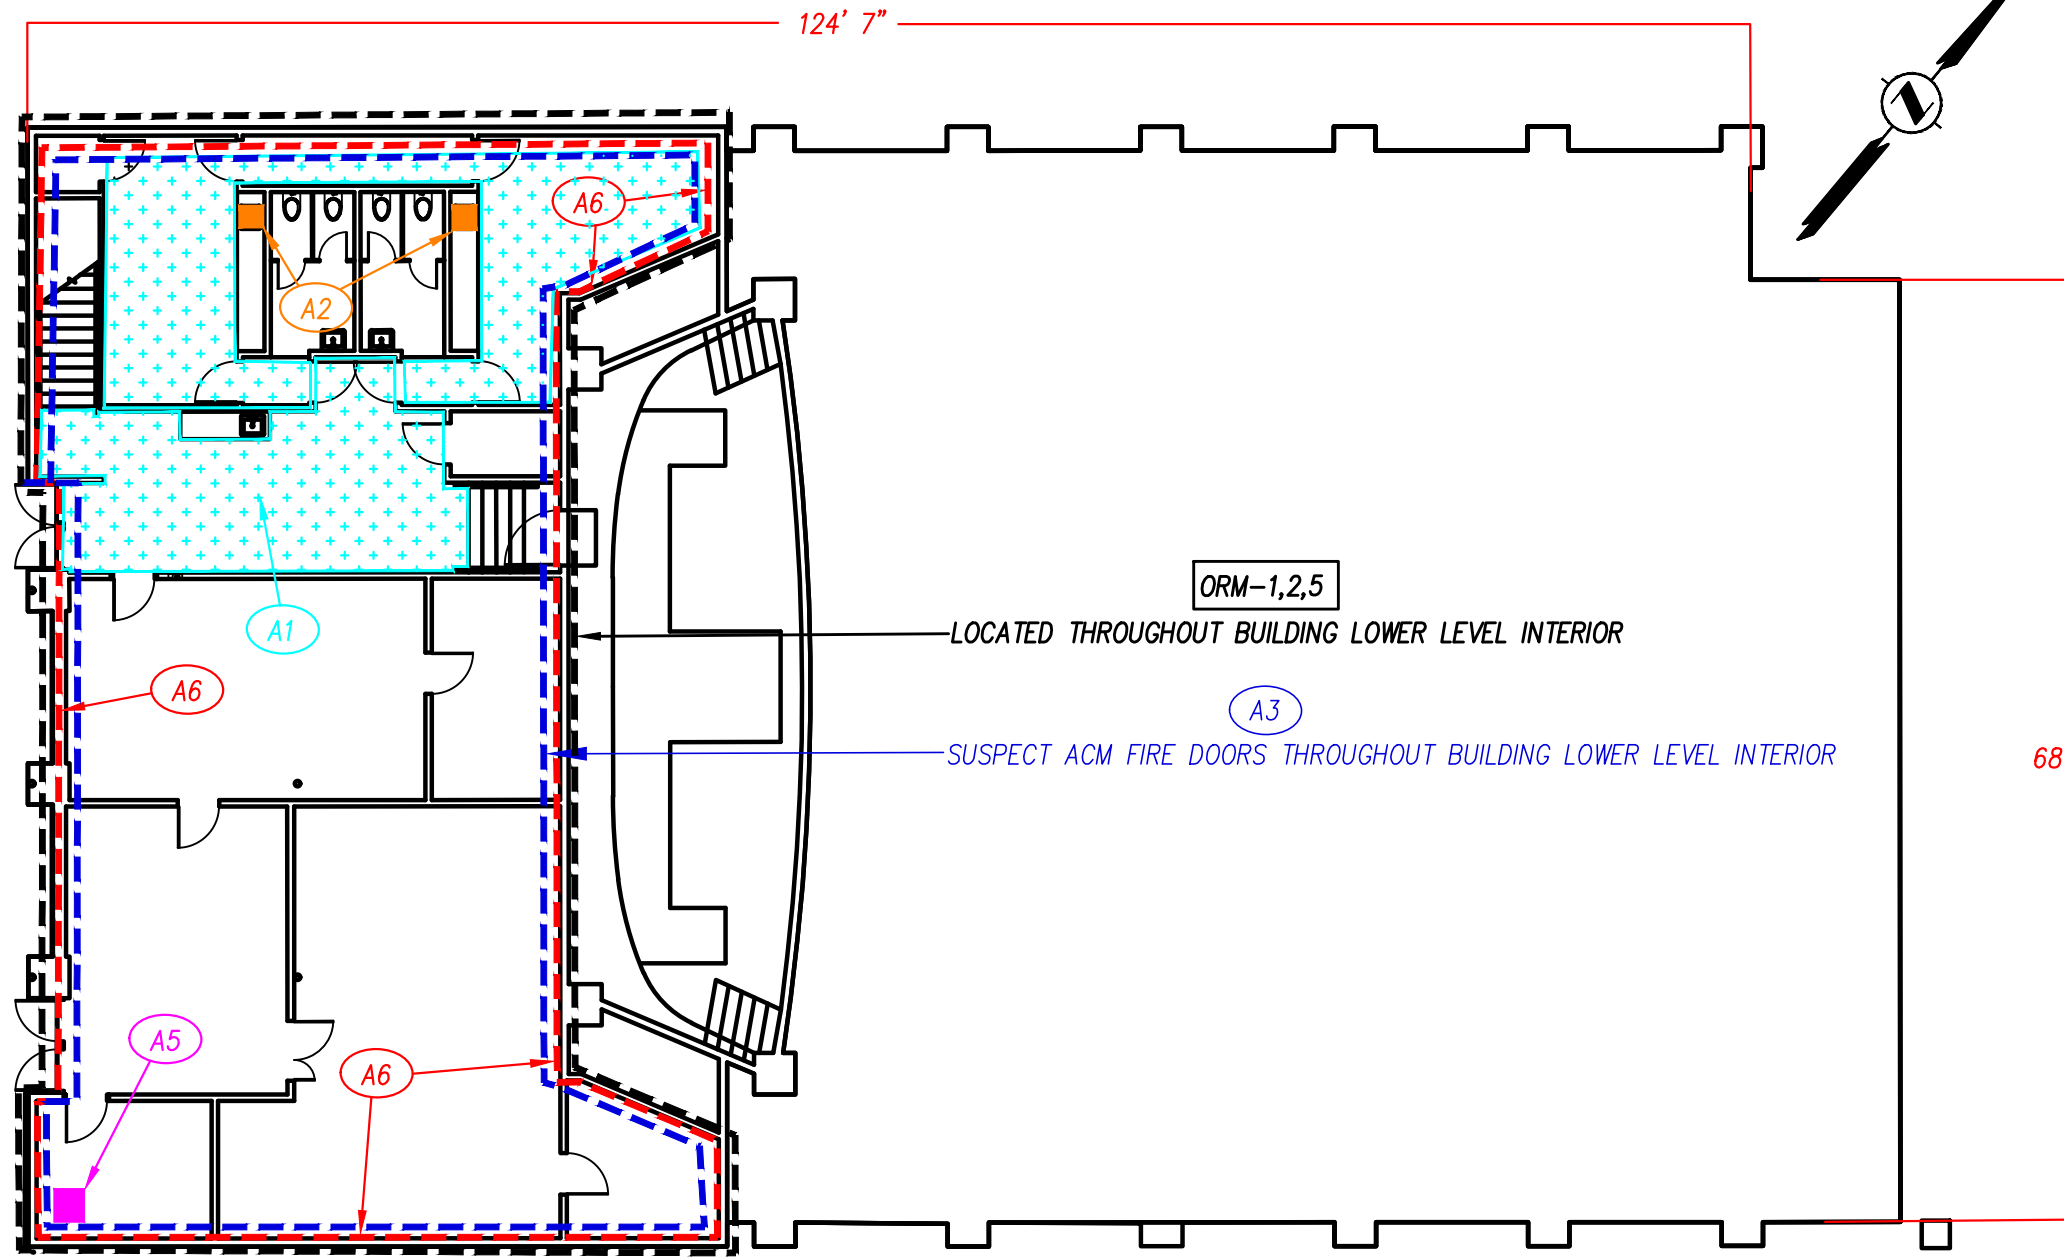 124' 7"
A6
A2
ORM-1,2,5
A1
LOCATED THROUGHOUT BUILDING LOWER LEVEL INTERIOR
A6
A3
SUSPECT ACM FIRE DOORS THROUGHOUT BUILDING LOWER LEVEL INTERIOR
68
A5
A6